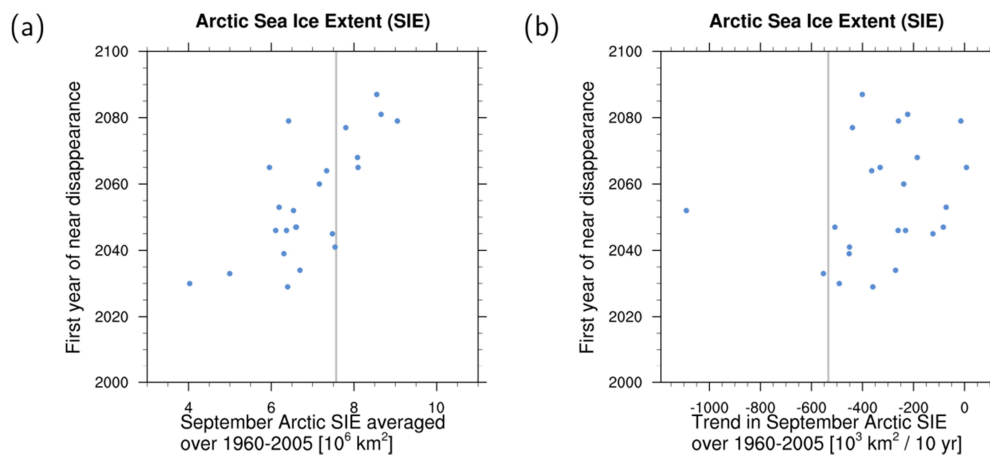 (a)
Arctic Sea Ice Extent (SIE)
2100
2080
2060
2040
2020
2000
First year of near disappearance
4 6 8 10
September Arctic SIE averaged
over 1960-2005 [10⁶ km²]
(b)
Arctic Sea Ice Extent (SIE)
2100
2080
2060
2040
2020
2000
First year of near disappearance
-1000 -800 -600 -400 -200 0
Trend in September Arctic SIE
over 1960-2005 [10³ km² / 10 yr]